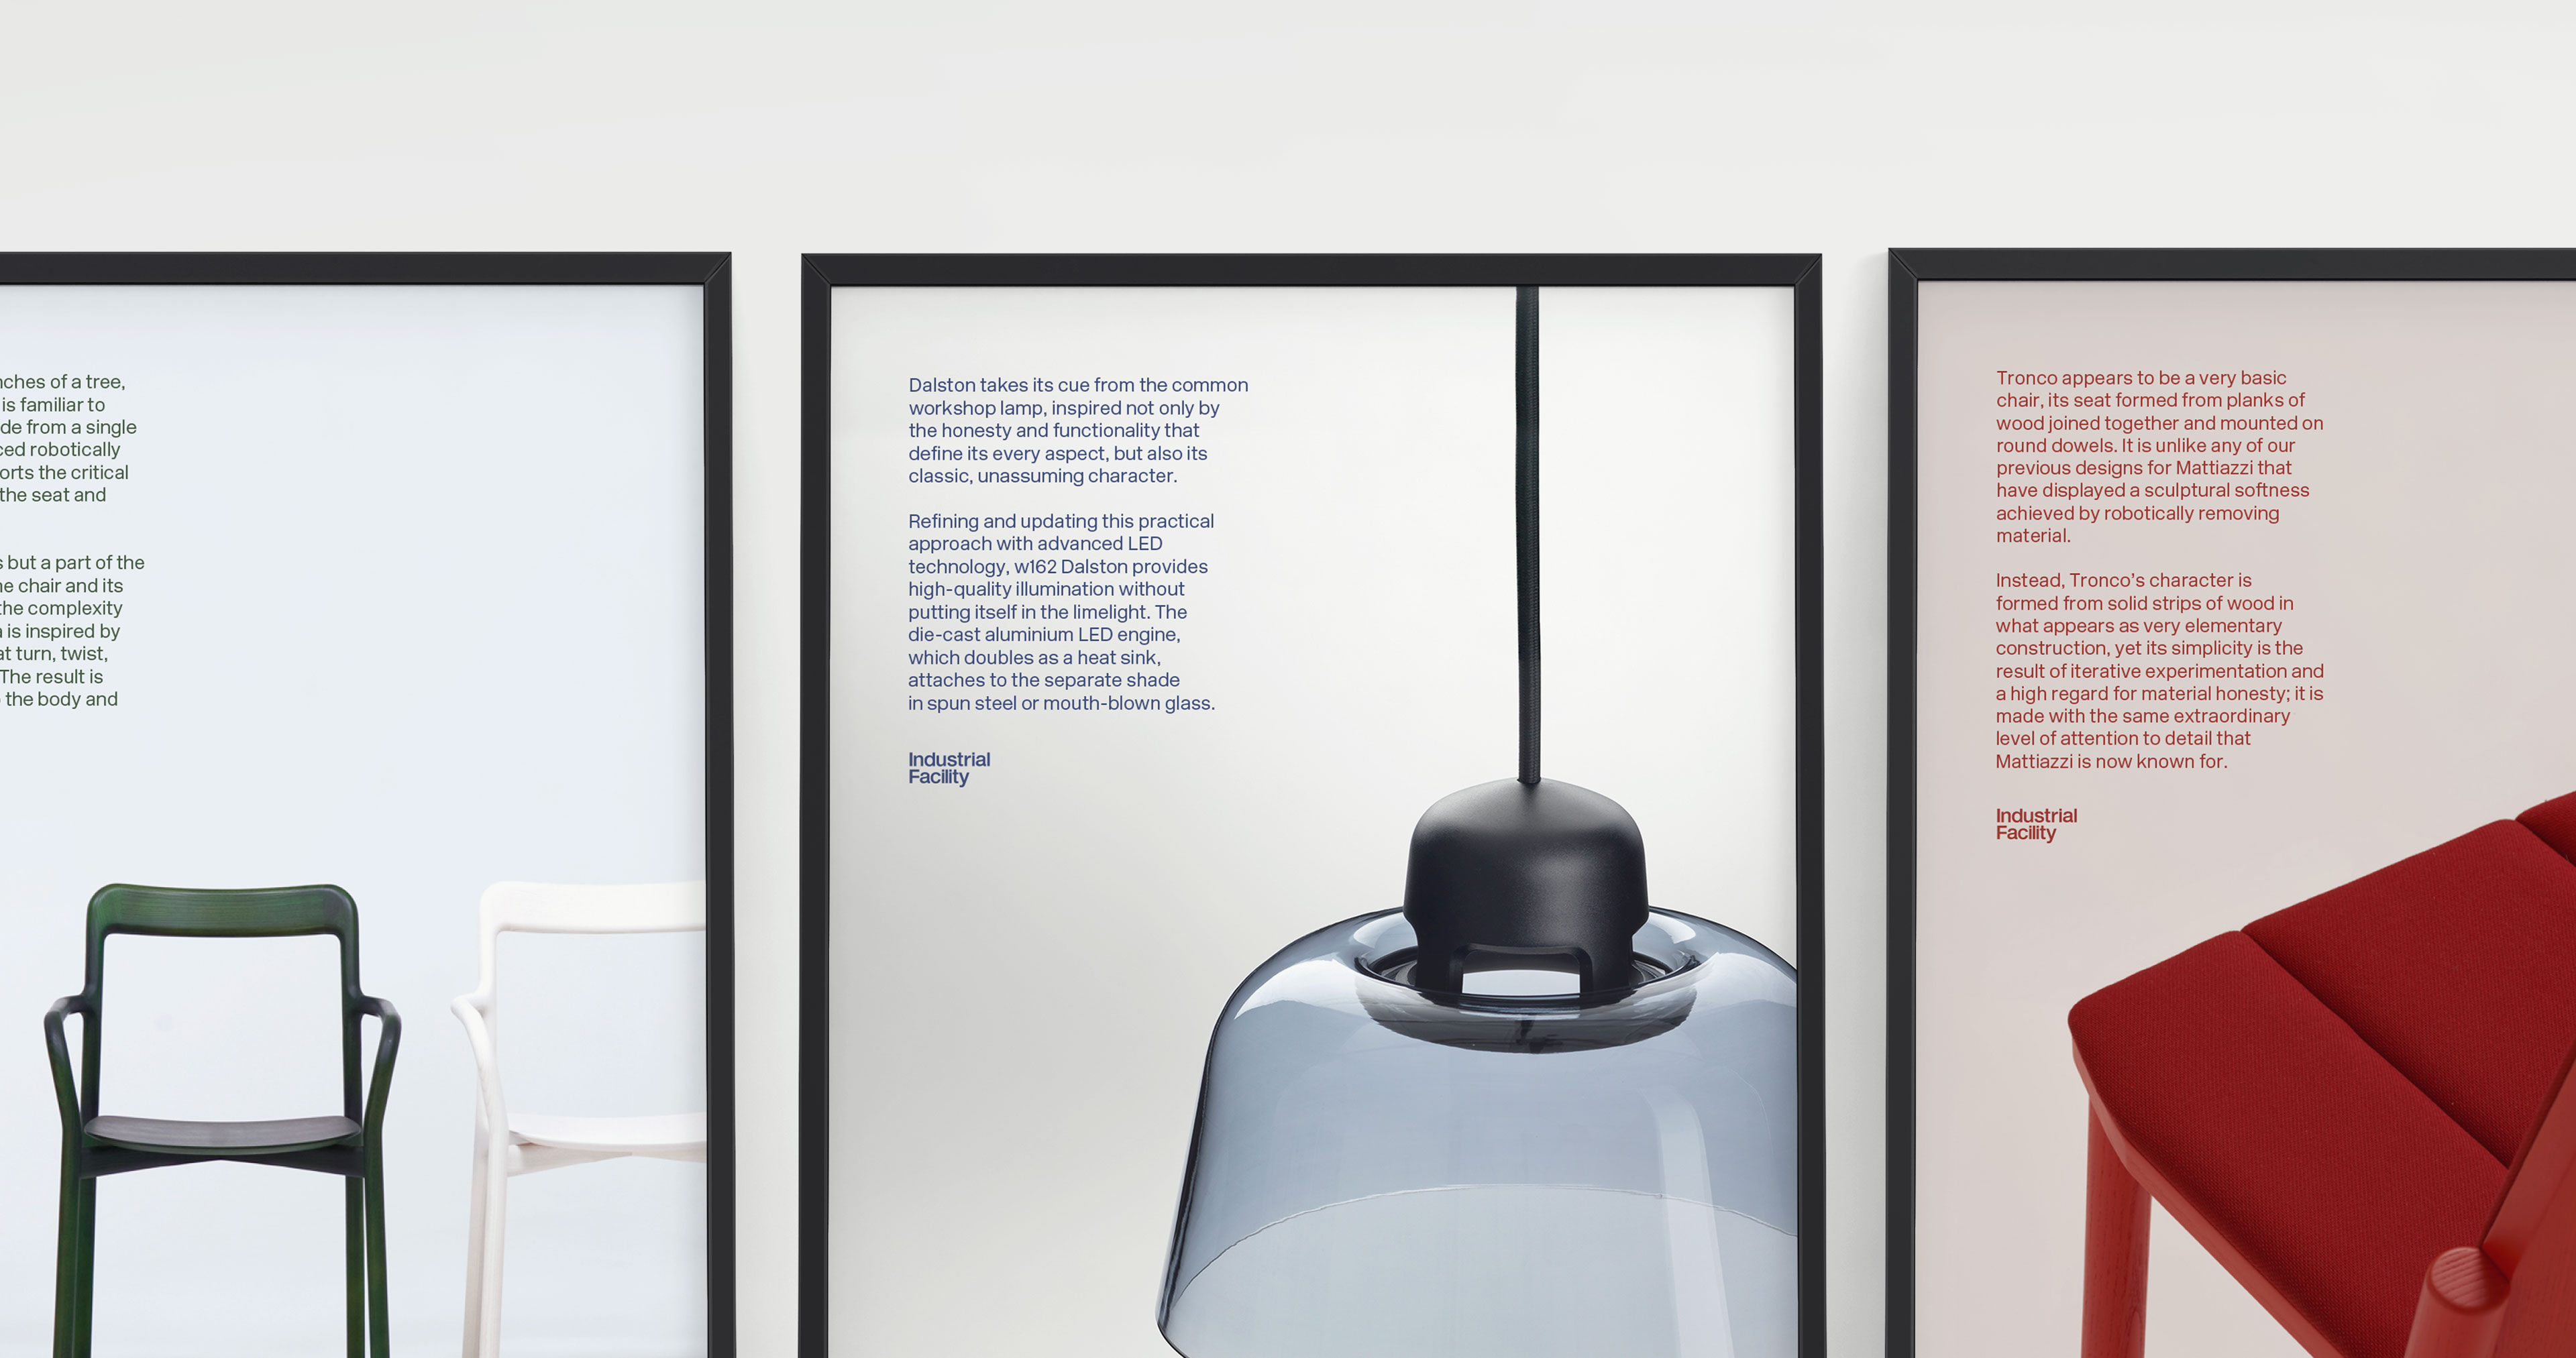 nches of a tree,
is familiar to
de from a single
ced robotically
orts the critical
the seat and
s but a part of the
ne chair and its
the complexity
a is inspired by
at turn, twist,
The result is
the body and
Dalston takes its cue from the common
workshop lamp, inspired not only by
the honesty and functionality that
define its every aspect, but also its
classic, unassuming character.
Refining and updating this practical
approach with advanced LED
technology, w162 Dalston provides
high-quality illumination without
putting itself in the limelight. The
die-cast aluminium LED engine,
which doubles as a heat sink,
attaches to the separate shade
in spun steel or mouth-blown glass.
Industrial
Facility
Tronco appears to be a very basic
chair, its seat formed from planks of
wood joined together and mounted on
round dowels. It is unlike any of our
previous designs for Mattiazzi that
have displayed a sculptural softness
achieved by robotically removing
material.
Instead, Tronco’s character is
formed from solid strips of wood in
what appears as very elementary
construction, yet its simplicity is the
result of iterative experimentation and
a high regard for material honesty; it is
made with the same extraordinary
level of attention to detail that
Mattiazzi is now known for.
Industrial
Facility